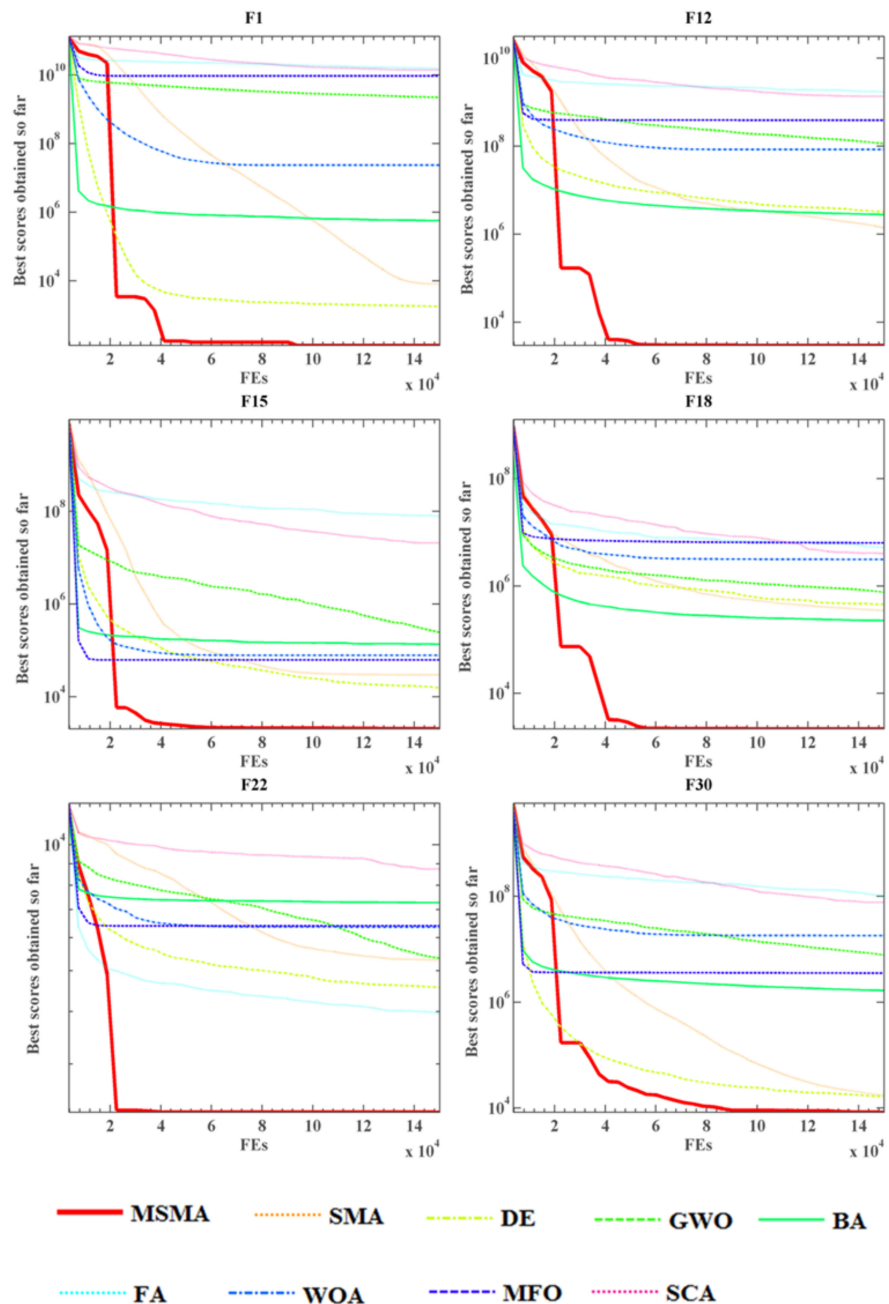 F1
F12
Best scores obtained so far
10^10
10^8
10^6
10^4
2 4 6 8 10 12 14
FEs
x 10^4
Best scores obtained so far
10^10
10^8
10^6
10^4
2 4 6 8 10 12 14
FEs
x 10^4
F15
F18
Best scores obtained so far
10^8
10^6
10^4
2 4 6 8 10 12 14
FEs
x 10^4
Best scores obtained so far
10^8
10^6
10^4
2 4 6 8 10 12 14
FEs
x 10^4
F22
F30
Best scores obtained so far
10^4
2 4 6 8 10 12 14
FEs
x 10^4
Best scores obtained so far
10^8
10^6
10^4
2 4 6 8 10 12 14
FEs
x 10^4
MSMA SMA DE GWO BA
FA WOA MFO SCA